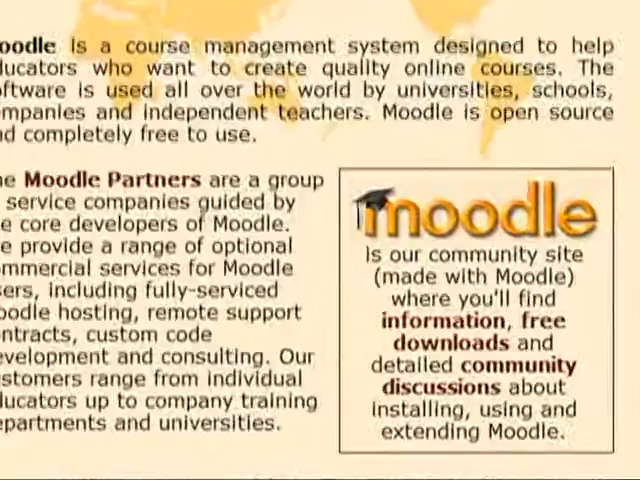 oodle is a course management system designed to help
ducators who want to create quality online courses. The
oftware is used all over the world by universities, schools,
ompanies and independent teachers. Moodle is open source
nd completely free to use.
he Moodle Partners are a group
service companies guided by
e core developers of Moodle.
e provide a range of optional
ommercial services for Moodle
sers, including fully-serviced
oodle hosting, remote support
ontracts, custom code
evelopment and consulting. Our
ustomers range from individual
ducators up to company training
epartments and universities.
moodle
is our community site
(made with Moodle)
where you'll find
information, free
downloads and
detailed community
discussions about
installing, using and
extending Moodle.